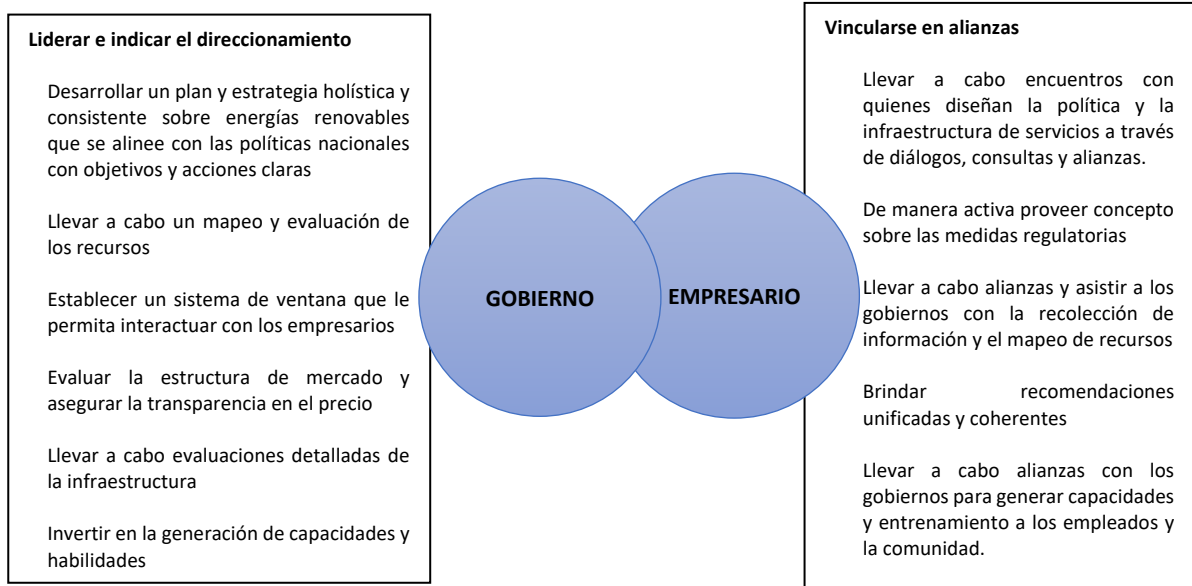 Liderar e indicar el direccionamiento
Desarrollar un plan y estrategia holística y
consistente sobre energías renovables
que se alinee con las políticas nacionales
con objetivos y acciones claras
Llevar a cabo un mapeo y evaluación de
los recursos
Establecer un sistema de ventana que le
permita interactuar con los empresarios
Evaluar la estructura de mercado y
asegurar la transparencia en el precio
Llevar a cabo evaluaciones detalladas de
la infraestructura
Invertir en la generación de capacidades y
habilidades
GOBIERNO
EMPRESARIO
Vincularse en alianzas
Llevar a cabo encuentros con
quienes diseñan la política y la
infraestructura de servicios a través
de diálogos, consultas y alianzas.
De manera activa proveer concepto
sobre las medidas regulatorias
Llevar a cabo alianzas y asistir a los
gobiernos con la recolección de
información y el mapeo de recursos
Brindar recomendaciones
unificadas y coherentes
Llevar a cabo alianzas con los
gobiernos para generar capacidades
y entrenamiento a los empleados y
la comunidad.